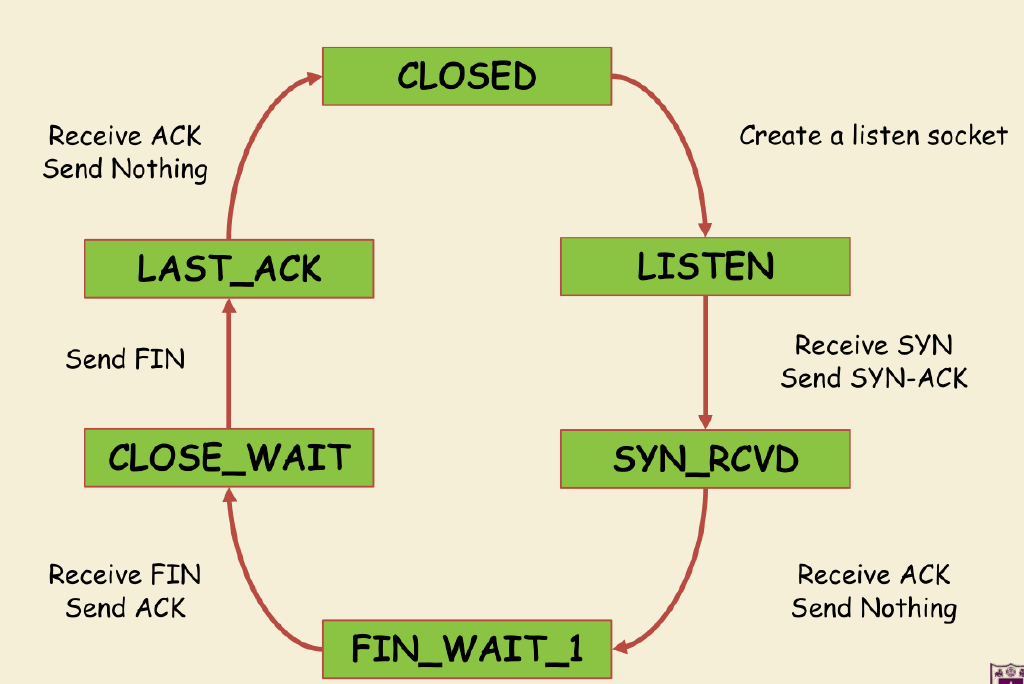 CLOSED
Receive ACK
Send Nothing
Create a listen socket
LAST_ACK
LISTEN
Send FIN
Receive SYN
Send SYN-ACK
CLOSE_WAIT
SYN_RCVD
Receive FIN
Send ACK
Receive ACK
Send Nothing
FIN_WAIT_1